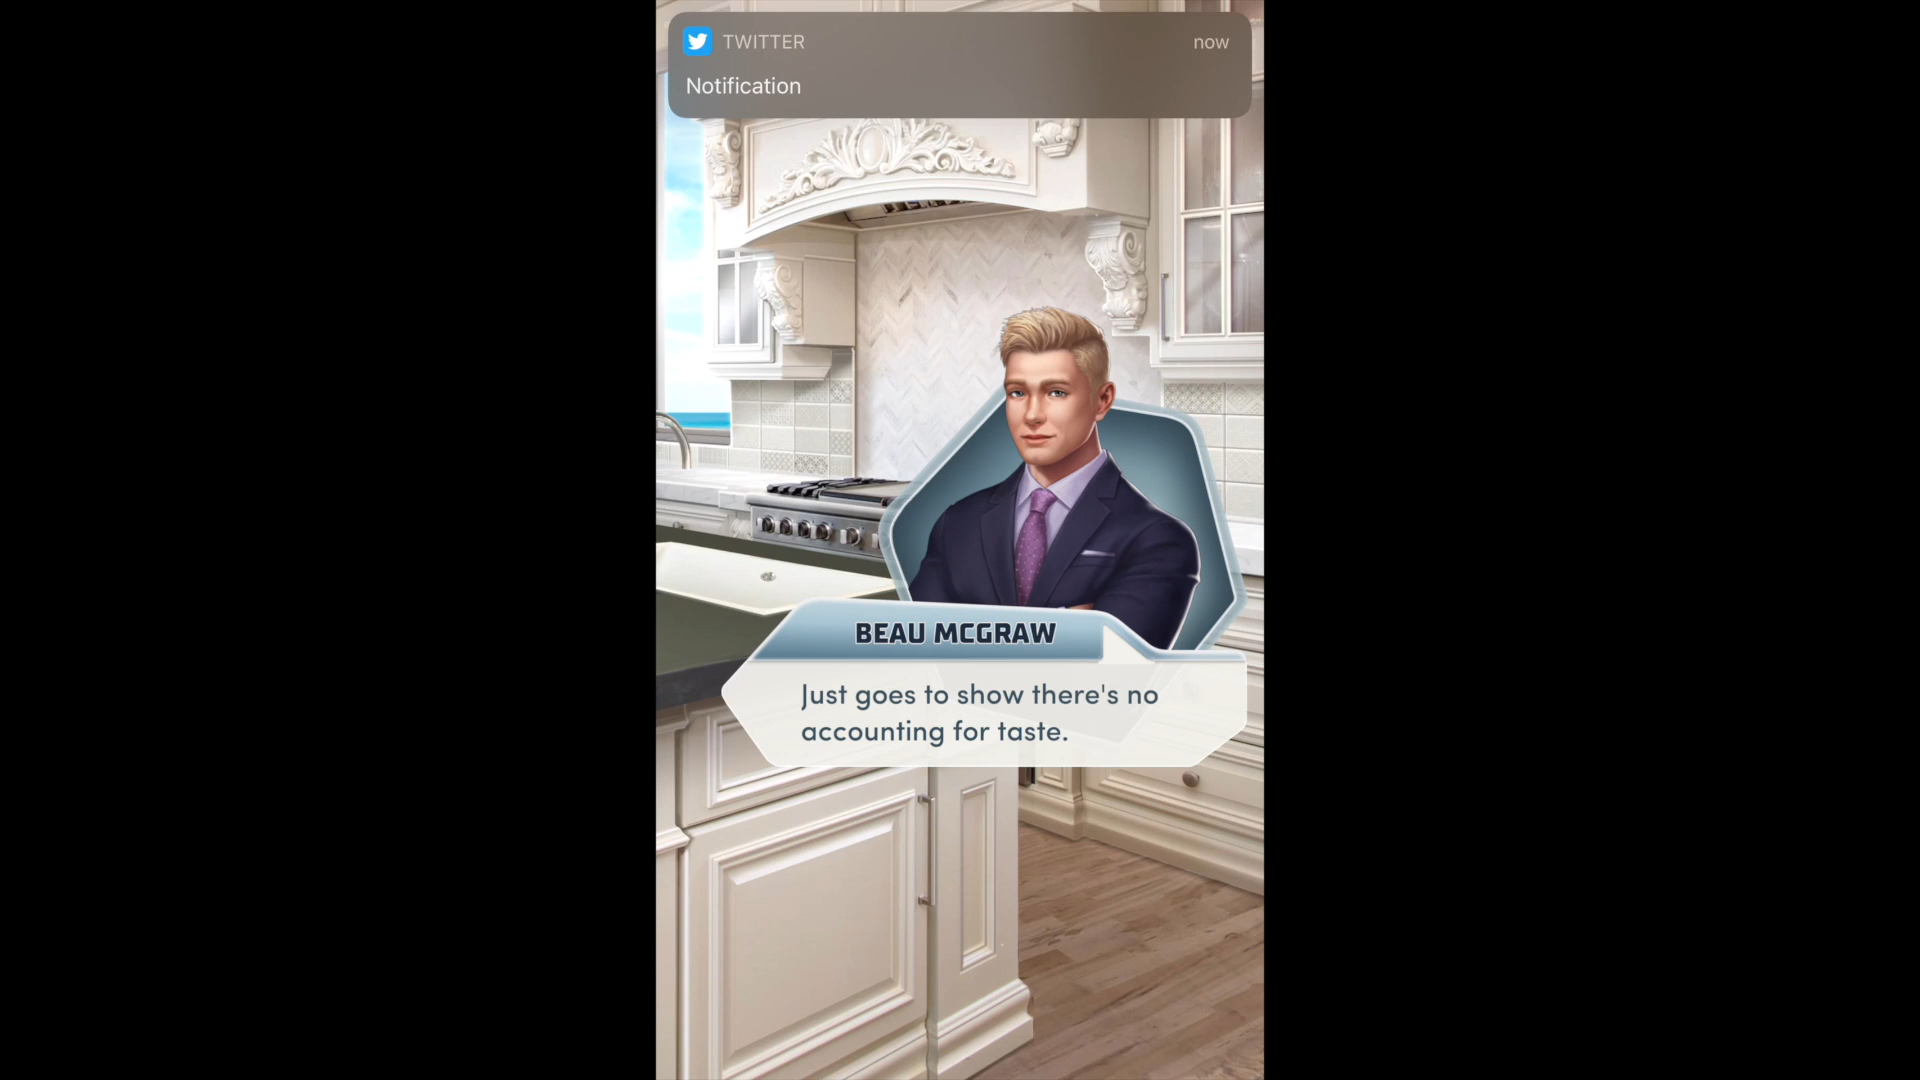 TWITTER
now
Notification
BEAU MCGRAW
Just goes to show there's no
accounting for taste.